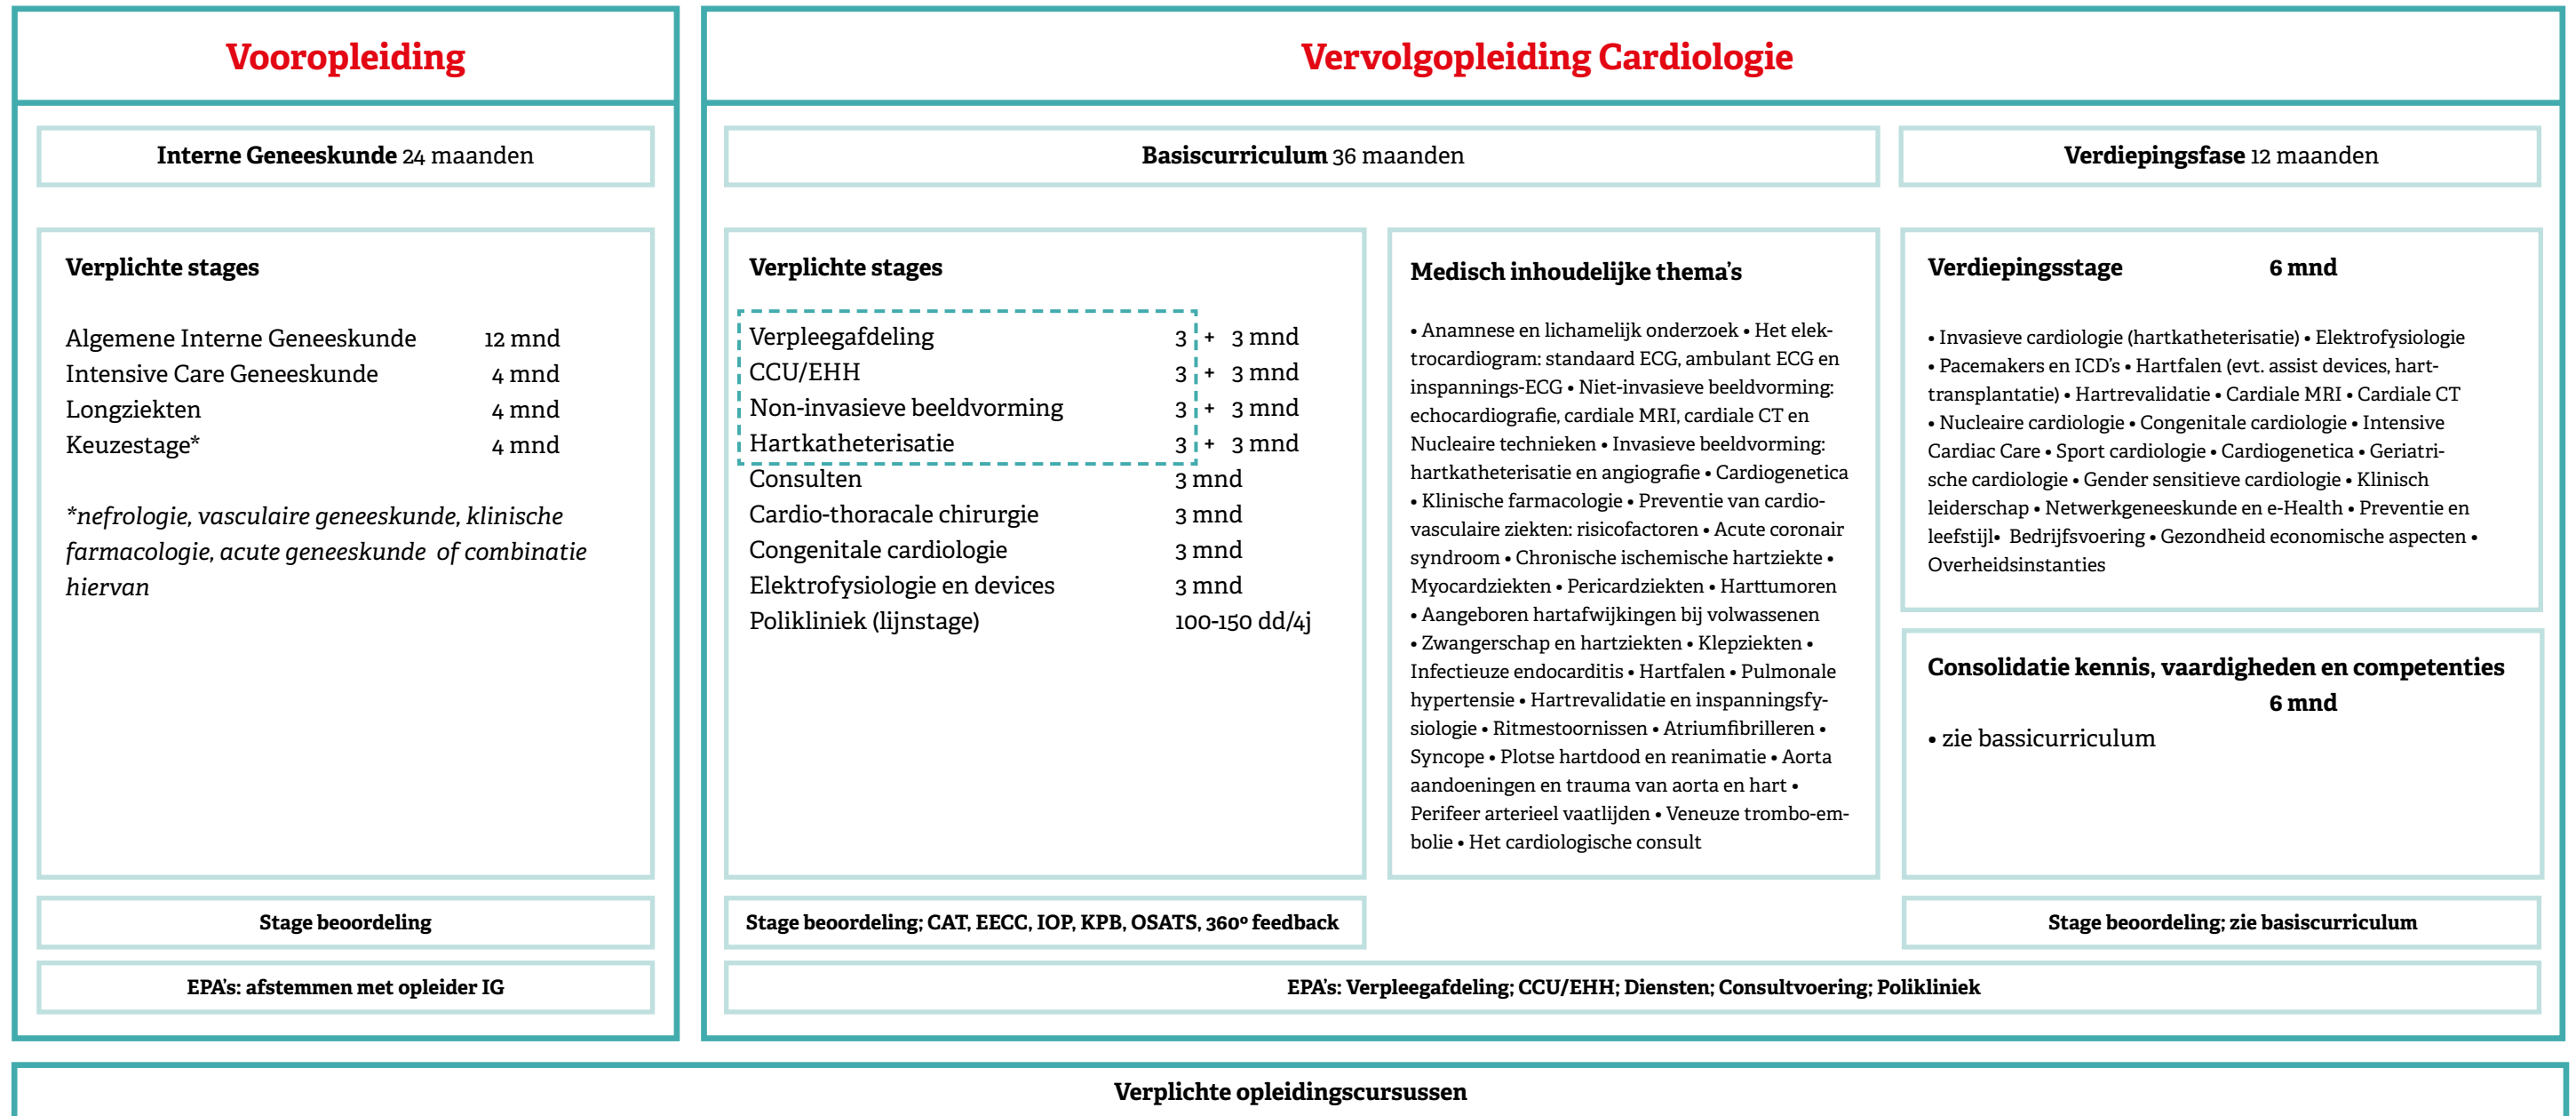 Vooropleiding
Interne Geneeskunde 24 maanden
Verplichte stages
Algemene Interne Geneeskunde 12 mnd
Intensive Care Geneeskunde 4 mnd
Longziekten 4 mnd
Keuzestage* 4 mnd
*nefrologie, vasculaire geneeskunde, klinische
farmacologie, acute geneeskunde of combinatie
hiervan
Stage beoordeling
EPA's: afstemmen met opleider IG
Vervolgopleiding Cardiologie
Basiscurriculum 36 maanden
Verplichte stages
Verpleegafdeling 3 + 3 mnd
CCU/EHH 3 + 3 mnd
Non-invasieve beeldvorming 3 + 3 mnd
Hartkatheterisatie 3 + 3 mnd
Consulten 3 mnd
Cardio-thoracale chirurgie 3 mnd
Congenitale cardiologie 3 mnd
Elektrofysiologie en devices 3 mnd
Polikliniek (lijnstage) 100-150 dd/4j
Stage beoordeling; CAT, EECC, IOP, KPB, OSATS, 360º feedback
Medisch inhoudelijke thema's
• Anamnese en lichamelijk onderzoek • Het elek-
trocardiogram: standaard ECG, ambulant ECG en
inspannings-ECG • Niet-invasieve beeldvorming:
echocardiografie, cardiale MRI, cardiale CT en
Nucleaire technieken • Invasieve beeldvorming:
hartkatheterisatie en angiografie • Cardiogenetica
• Klinische farmacologie • Preventie van cardio-
vasculaire ziekten: risicofactoren • Acute coronair
syndroom • Chronische ischemische hartziekte •
Myocardziekten • Pericardziekten • Harttumoren
• Aangeboren hartafwijkingen bij volwassenen
• Zwangerschap en hartziekten • Klepziekten •
Infectieuze endocarditis • Hartfalen • Pulmonale
hypertensie • Hartrevalidatie en inspanningsfy-
siologie • Ritmestoornissen • Atriumfibrilleren •
Syncope • Plotse hartdood en reanimatie • Aorta
aandoeningen en trauma van aorta en hart •
Perifeer arterieel vaatlijden • Veneuze trombo-em-
bolie • Het cardiologische consult
Verdiepingsfase 12 maanden
Verdiepingsstage 6 mnd
• Invasieve cardiologie (hartkatheterisatie) • Elektrofysiologie
• Pacemakers en ICD's • Hartfalen (evt. assist devices, hart-
transplantatie) • Hartrevalidatie • Cardiale MRI • Cardiale CT
• Nucleaire cardiologie • Congenitale cardiologie • Intensive
Cardiac Care • Sport cardiologie • Cardiogenetica • Geriatri-
sche cardiologie • Gender sensitieve cardiologie • Klinisch
leiderschap • Netwerkgeneeskunde en e-Health • Preventie en
leefstijl• Bedrijfsvoering • Gezondheid economische aspecten •
Overheidsinstanties
Consolidatie kennis, vaardigheden en competenties
6 mnd
• zie bassicurriculum
Stage beoordeling; zie basiscurriculum
EPA's: Verpleegafdeling; CCU/EHH; Diensten; Consultvoering; Polikliniek
Verplichte opleidingscursussen